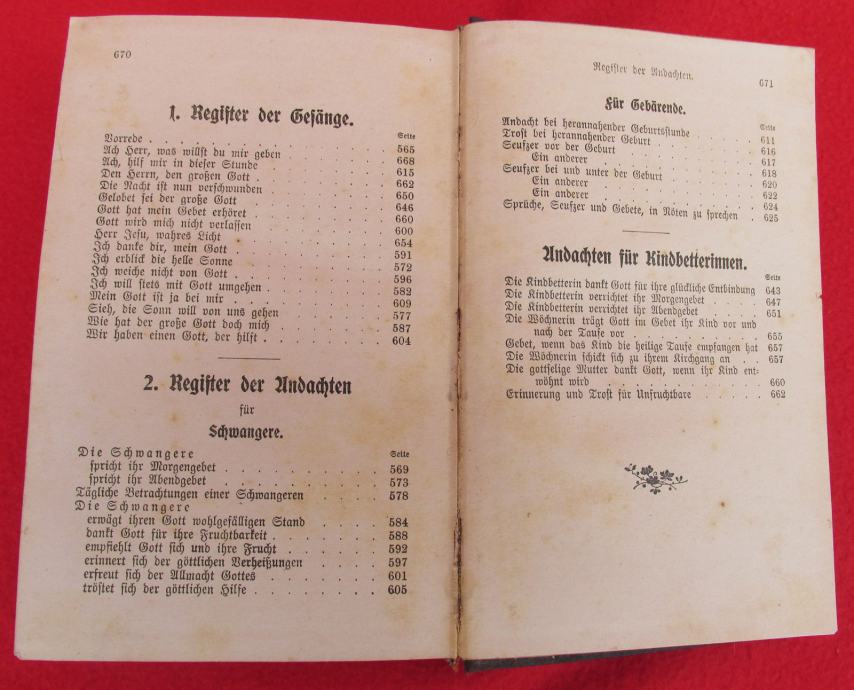 670
1. Register der Gesänge.
Seite
Vorrede . . . . . . . . . . 565
Ach Herr, was willst du mir geben . . . . . 668
Ach, hilf mir in dieser Stunde . . . . . . 615
Den Herrn, den großen Gott . . . . . . 662
Die Nacht ist nun verschwunden . . . . . . 650
Gelobet sei der große Gott . . . . . . 646
Gott hat mein Gebet erhöret . . . . . . 660
Gott wird mich nicht verlassen . . . . . . 600
Herr Jesu, wahres Licht . . . . . . 654
Ich danke dir, mein Gott . . . . . . 591
Ich erblick die helle Sonne . . . . . . 572
Ich weiche nicht von Gott . . . . . . 596
Ich will stets mit Gott umgehen . . . . . . 582
Mein Gott ist ja bei mir . . . . . . 609
Sieh, die Sonn will von uns gehen . . . . . 577
Wie hat der große Gott doch mich . . . . . 587
Wir haben einen Gott, der hilft . . . . . . 604
2. Register der Andachten
für
Schwangere.
Die Schwangere Seite
spricht ihr Morgengebet . . . . . . . 569
spricht ihr Abendgebet . . . . . . . 573
Tägliche Betrachtungen einer Schwangeren . . . . 578
Die Schwangere
erwägt ihren Gott wohlgefälligen Stand . . . . 584
dankt Gott für ihre Fruchtbarkeit . . . . . 588
empfiehlt Gott sich und ihre Frucht . . . . . 592
erinnert sich der göttlichen Verheißungen . . . . 597
erfreut sich der Allmacht Gottes . . . . . 601
tröstet sich der göttlichen Hilfe . . . . . . 605
Register der Andachten. 671
Für Gebärende.
Seite
Andacht bei herannahender Geburtsstunde . . . . 611
Trost bei herannahender Geburt . . . . . 616
Seufzer vor der Geburt . . . . . . 617
Ein anderer . . . . . . 618
Seufzer bei und unter der Geburt . . . . . 620
Ein anderer . . . . . . 622
Ein anderer . . . . . . 624
Sprüche, Seufzer und Gebete, in Nöten zu sprechen . 625
Andachten für Kindbetterinnen.
Seite
Die Kindbetterin dankt Gott für ihre glückliche Entbindung 643
Die Kindbetterin verrichtet ihr Morgengebet . . . 647
Die Kindbetterin verrichtet ihr Abendgebet . . . 651
Die Wöchnerin trägt Gott im Gebet ihr Kind vor und
nach der Taufe vor . . . . . . 655
Gebet, wenn das Kind die heilige Taufe empfangen hat 657
Die Wöchnerin schickt sich zu ihrem Kirchgang an . . 657
Die gottselige Mutter dankt Gott, wenn ihr Kind ent=
wöhnt wird . . . . . . . 660
Erinnerung und Trost für Unfruchtbare . . . . 662